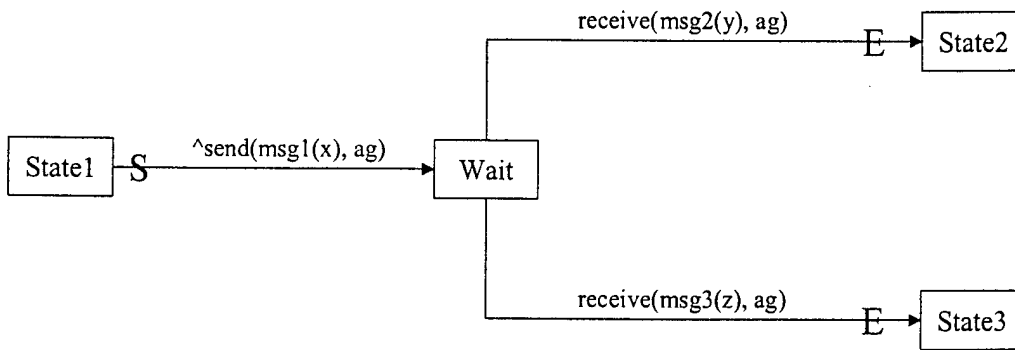 receive(msg2(y), ag)
E
State2
State1
S
^send(msg1(x), ag)
Wait
receive(msg3(z), ag)
E
State3